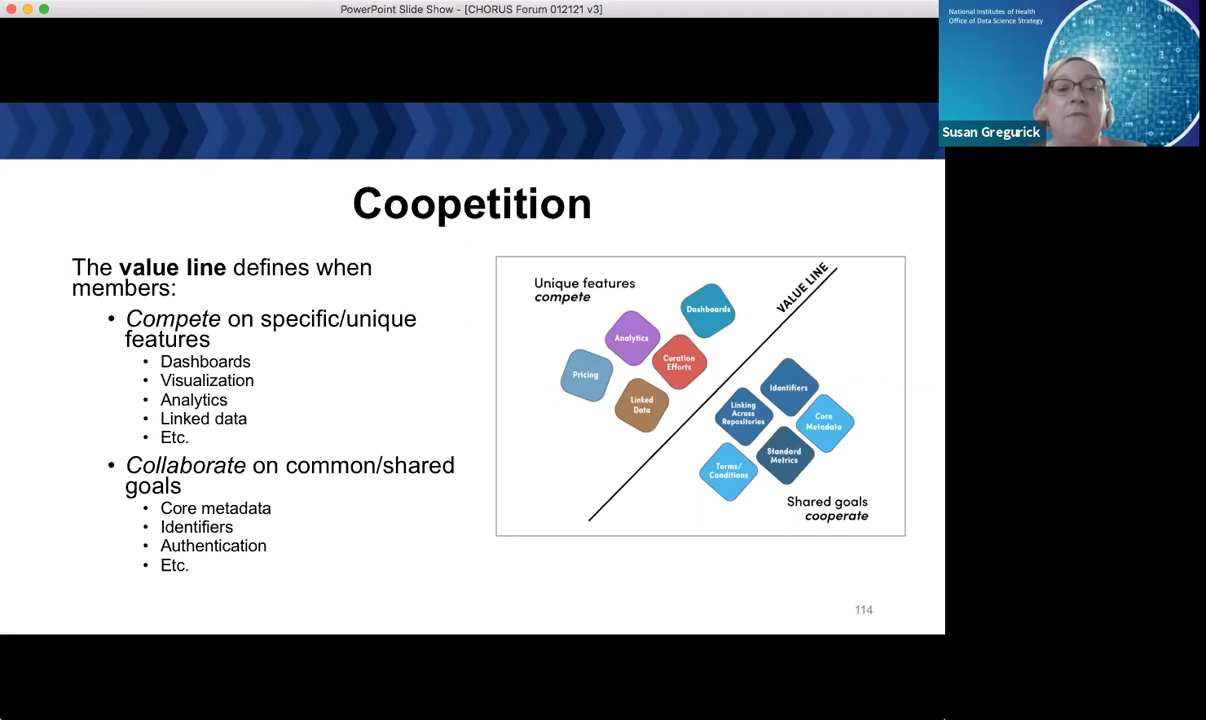 PowerPoint Slide Show - [CHORUS Forum 012121 v3]
National Institutes of Health
Office of Data Science Strategy
Susan Gregurick
Coopetition
The value line defines when
members:
• Compete on specific/unique
features
• Dashboards
• Visualization
• Analytics
• Linked data
• Etc.
• Collaborate on common/shared
goals
• Core metadata
• Identifiers
• Authentication
• Etc.
Unique features
compete
VALUE LINE
Dashboards
Analytics
Curation
Efforts
Pricing
Linked
Data
Identifiers
Linking
Across
Repositories
Core
Metadata
Standard
Metrics
Terms/
Conditions
Shared goals
cooperate
114